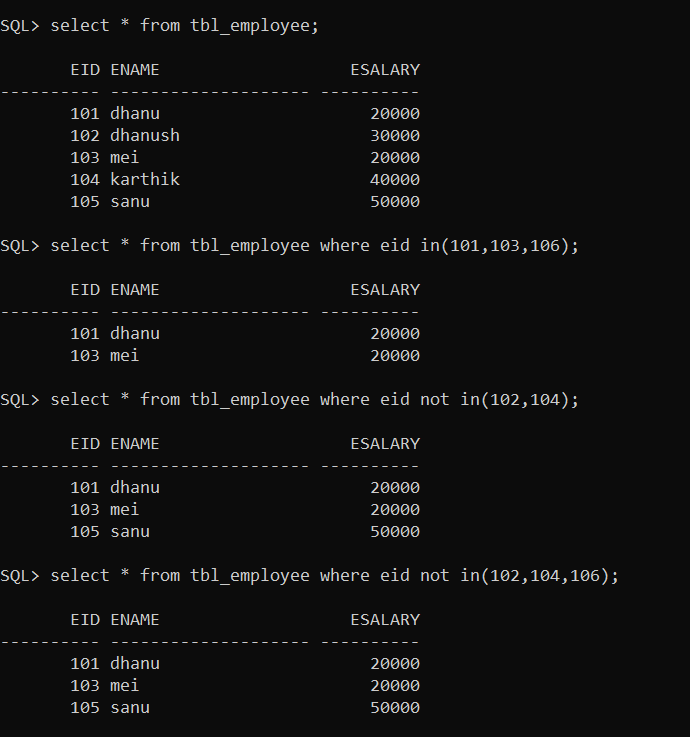 SQL> select * from tbl_employee;
       EID ENAME                   ESALARY
---------- -------------------- ----------
       101 dhanu                     20000
       102 dhanush                   30000
       103 mei                       20000
       104 karthik                   40000
       105 sanu                      50000
SQL> select * from tbl_employee where eid in(101,103,106);
       EID ENAME                   ESALARY
---------- -------------------- ----------
       101 dhanu                     20000
       103 mei                       20000
SQL> select * from tbl_employee where eid not in(102,104);
       EID ENAME                   ESALARY
---------- -------------------- ----------
       101 dhanu                     20000
       103 mei                       20000
       105 sanu                      50000
SQL> select * from tbl_employee where eid not in(102,104,106);
       EID ENAME                   ESALARY
---------- -------------------- ----------
       101 dhanu                     20000
       103 mei                       20000
       105 sanu                      50000